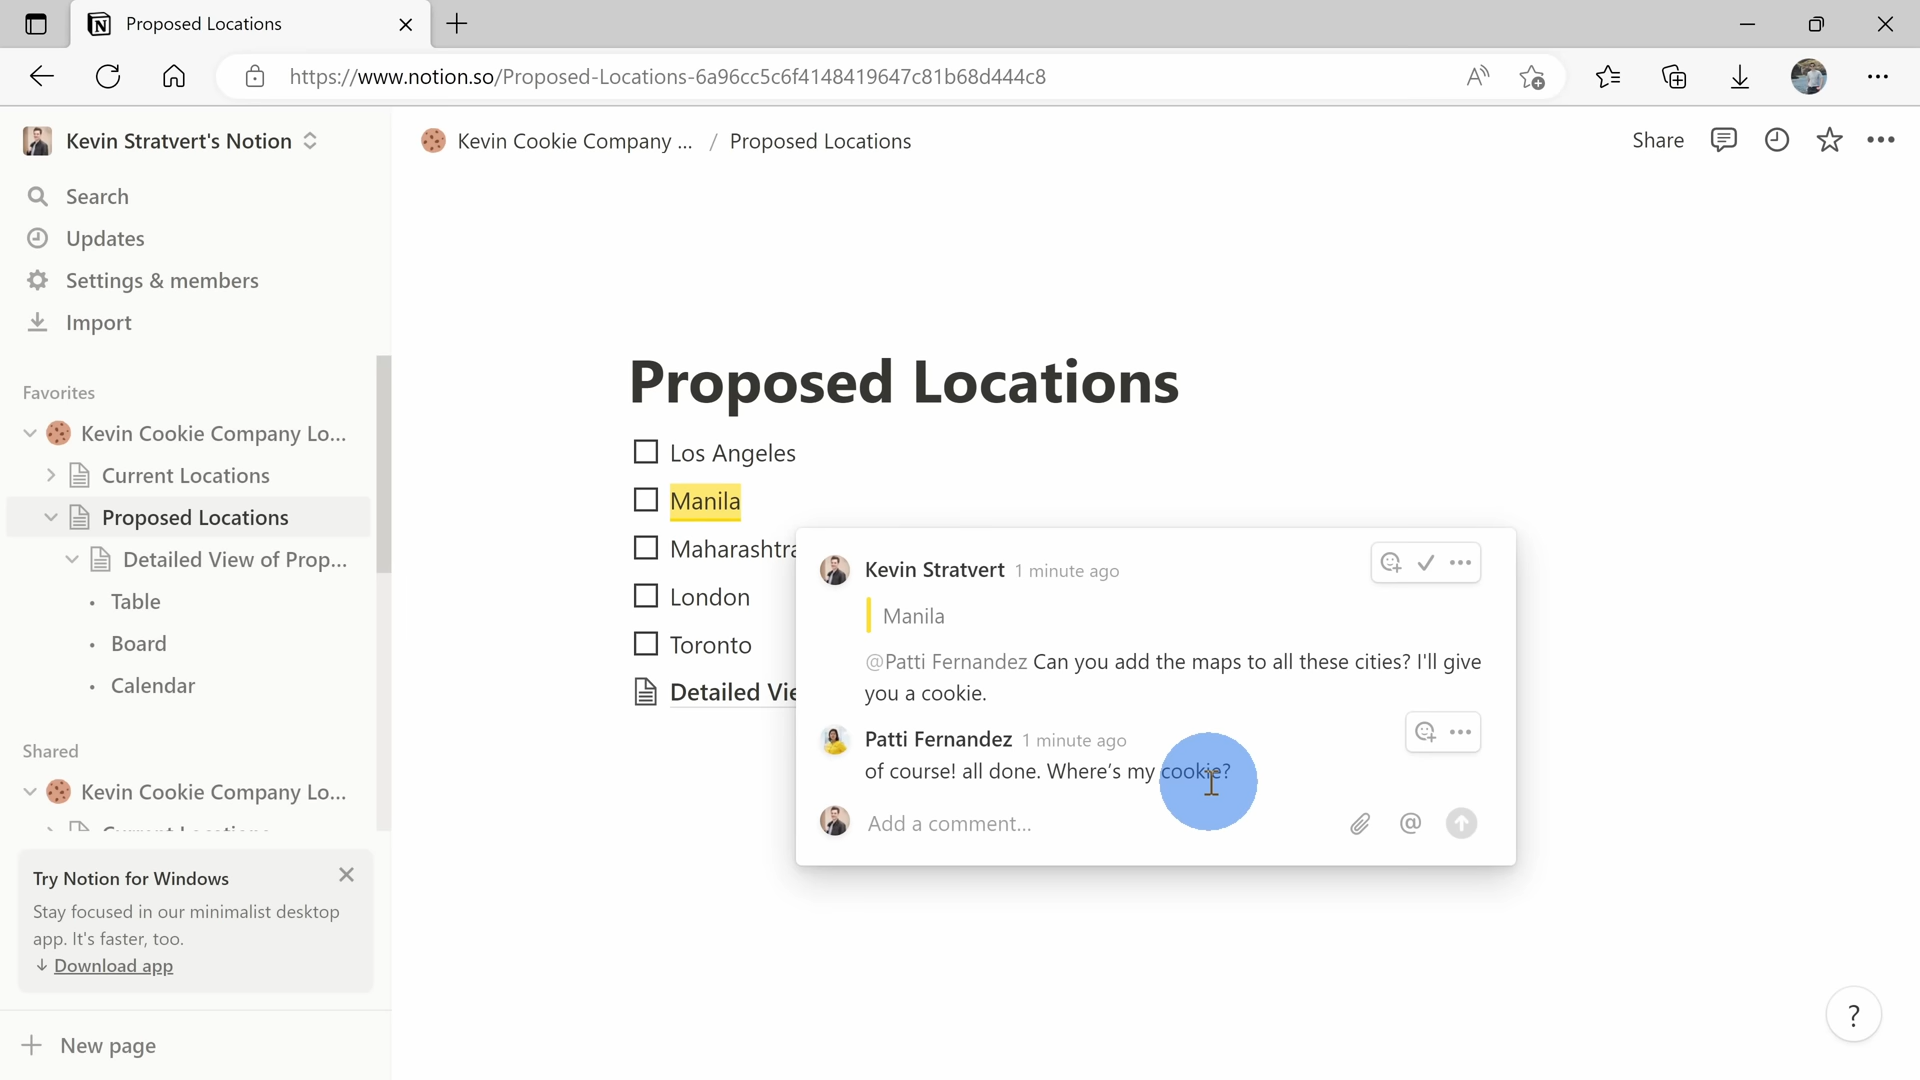 Proposed Locations
https://www.notion.so/Proposed-Locations-6a96cc5c6f4148419647c81b68d444c8
Kevin Stratvert's Notion
Kevin Cookie Company ... / Proposed Locations
Share
Search
Updates
Settings & members
Import
Favorites
Kevin Cookie Company Lo...
Current Locations
Proposed Locations
Detailed View of Prop...
• Table
• Board
• Calendar
Shared
Kevin Cookie Company Lo...
Try Notion for Windows
Stay focused in our minimalist desktop
app. It's faster, too.
↓ Download app
+ New page
Proposed Locations
Los Angeles
Manila
Maharashtra
London
Toronto
Detailed Vie
Kevin Stratvert 1 minute ago
Manila
@Patti Fernandez Can you add the maps to all these cities? I'll give
you a cookie.
Patti Fernandez 1 minute ago
of course! all done. Where’s my cookie?
Add a comment...
?